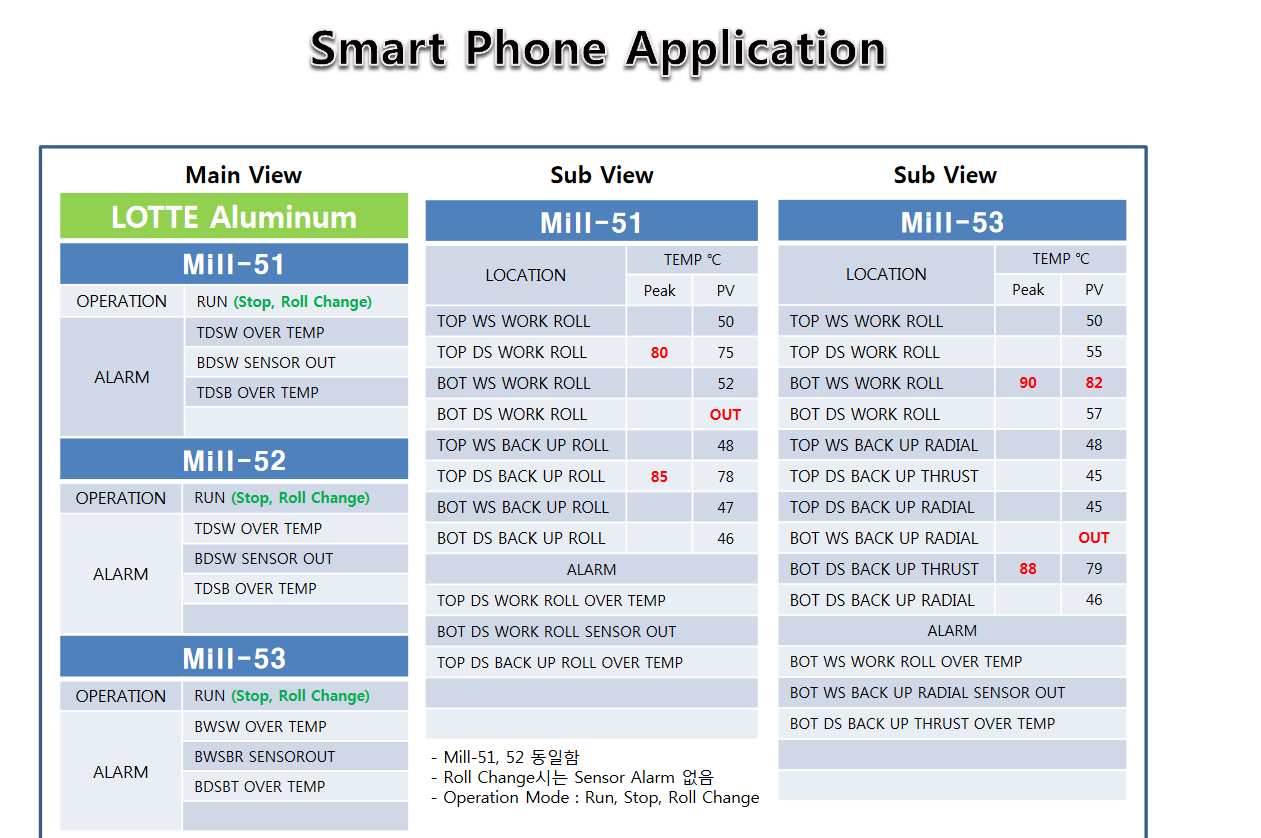 Smart Phone Application
Main View
LOTTE Aluminum
Mill-51
OPERATION RUN (Stop, Roll Change)
ALARM
TDSW OVER TEMP
BDSW SENSOR OUT
TDSB OVER TEMP
Mill-52
OPERATION RUN (Stop, Roll Change)
ALARM
TDSW OVER TEMP
BDSW SENSOR OUT
TDSB OVER TEMP
Mill-53
OPERATION RUN (Stop, Roll Change)
ALARM
BWSW OVER TEMP
BWSBR SENSOROUT
BDSBT OVER TEMP
Sub View
Mill-51
LOCATION TEMP ℃
Peak PV
TOP WS WORK ROLL 50
TOP DS WORK ROLL 80 75
BOT WS WORK ROLL 52
BOT DS WORK ROLL OUT
TOP WS BACK UP ROLL 48
TOP DS BACK UP ROLL 85 78
BOT WS BACK UP ROLL 47
BOT DS BACK UP ROLL 46
ALARM
TOP DS WORK ROLL OVER TEMP
BOT DS WORK ROLL SENSOR OUT
TOP DS BACK UP ROLL OVER TEMP
- Mill-51, 52 동일함
- Roll Change시는 Sensor Alarm 없음
- Operation Mode : Run, Stop, Roll Change
Sub View
Mill-53
LOCATION TEMP ℃
Peak PV
TOP WS WORK ROLL 50
TOP DS WORK ROLL 55
BOT WS WORK ROLL 90 82
BOT DS WORK ROLL 57
TOP WS BACK UP RADIAL 48
TOP DS BACK UP THRUST 45
TOP DS BACK UP RADIAL 45
BOT WS BACK UP RADIAL OUT
BOT DS BACK UP THRUST 88 79
BOT DS BACK UP RADIAL 46
ALARM
BOT WS WORK ROLL OVER TEMP
BOT WS BACK UP RADIAL SENSOR OUT
BOT DS BACK UP THRUST OVER TEMP